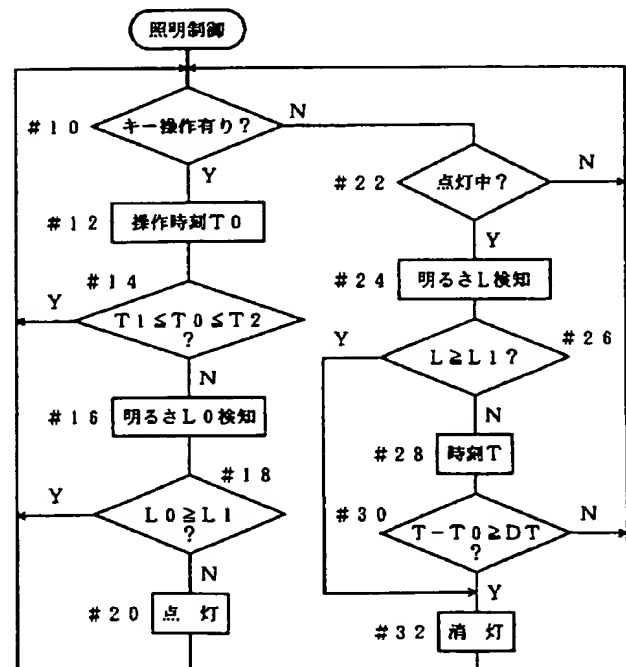 照明制御
#10
キー操作有り?
N
Y
#12
操作時刻T0
#14
Y
T1≦T0≦T2
?
N
#16
明るさL0検知
#18
Y
L0≧L1
?
N
#20
点 灯
#22
点灯中?
N
Y
#24
明るさL検知
Y
#26
L≧L1?
N
#28
時刻T
#30
T-T0≧DT
?
N
Y
#32
消 灯